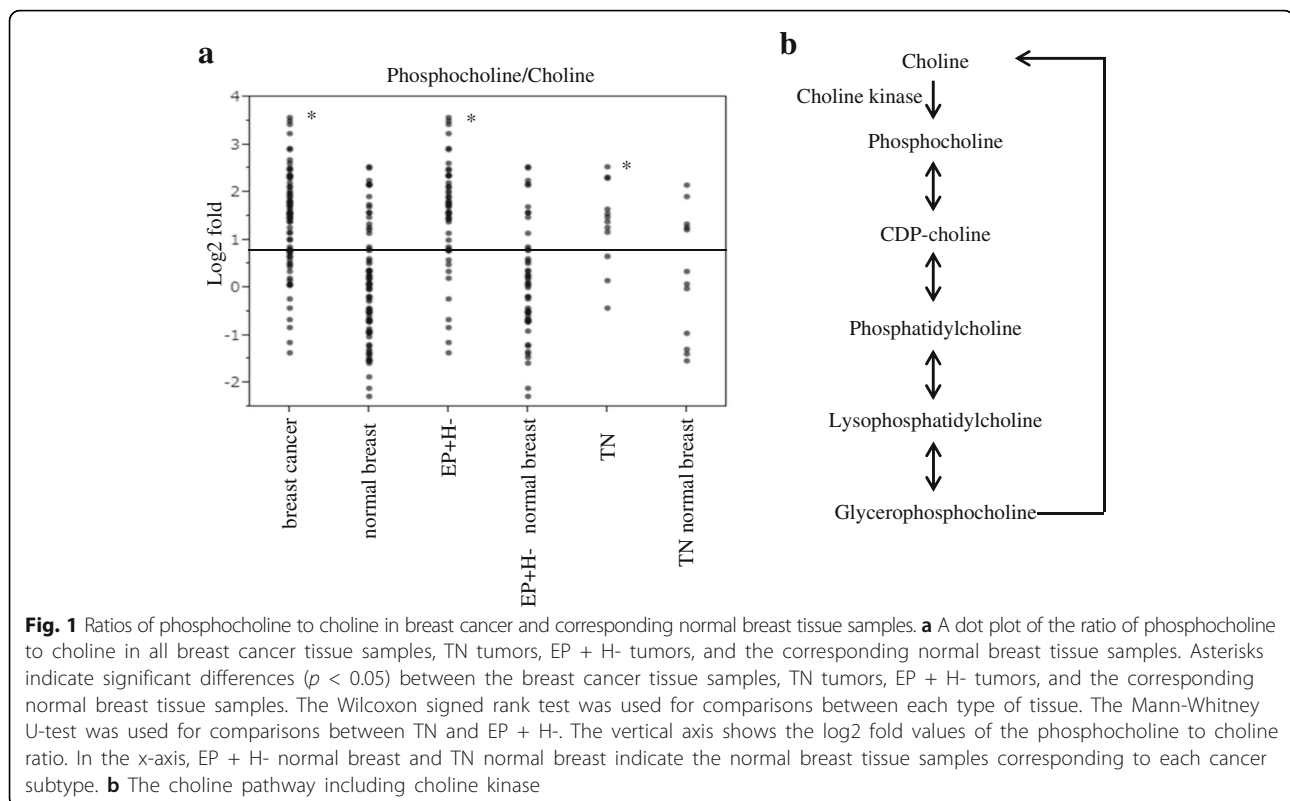 a
Phosphocholine/Choline
Log2 fold
4
3
2
1
0
-1
-2
*
*
*
breast cancer
normal breast
EP+H-
EP+H- normal breast
TN
TN normal breast
b
Choline
Choline kinase
Phosphocholine
CDP-choline
Phosphatidylcholine
Lysophosphatidylcholine
Glycerophosphocholine
Fig. 1 Ratios of phosphocholine to choline in breast cancer and corresponding normal breast tissue samples. a A dot plot of the ratio of phosphocholine
to choline in all breast cancer tissue samples, TN tumors, EP + H- tumors, and the corresponding normal breast tissue samples. Asterisks
indicate significant differences (p < 0.05) between the breast cancer tissue samples, TN tumors, EP + H- tumors, and the corresponding
normal breast tissue samples. The Wilcoxon signed rank test was used for comparisons between each type of tissue. The Mann-Whitney
U-test was used for comparisons between TN and EP + H-. The vertical axis shows the log2 fold values of the phosphocholine to choline
ratio. In the x-axis, EP + H- normal breast and TN normal breast indicate the normal breast tissue samples corresponding to each cancer
subtype. b The choline pathway including choline kinase